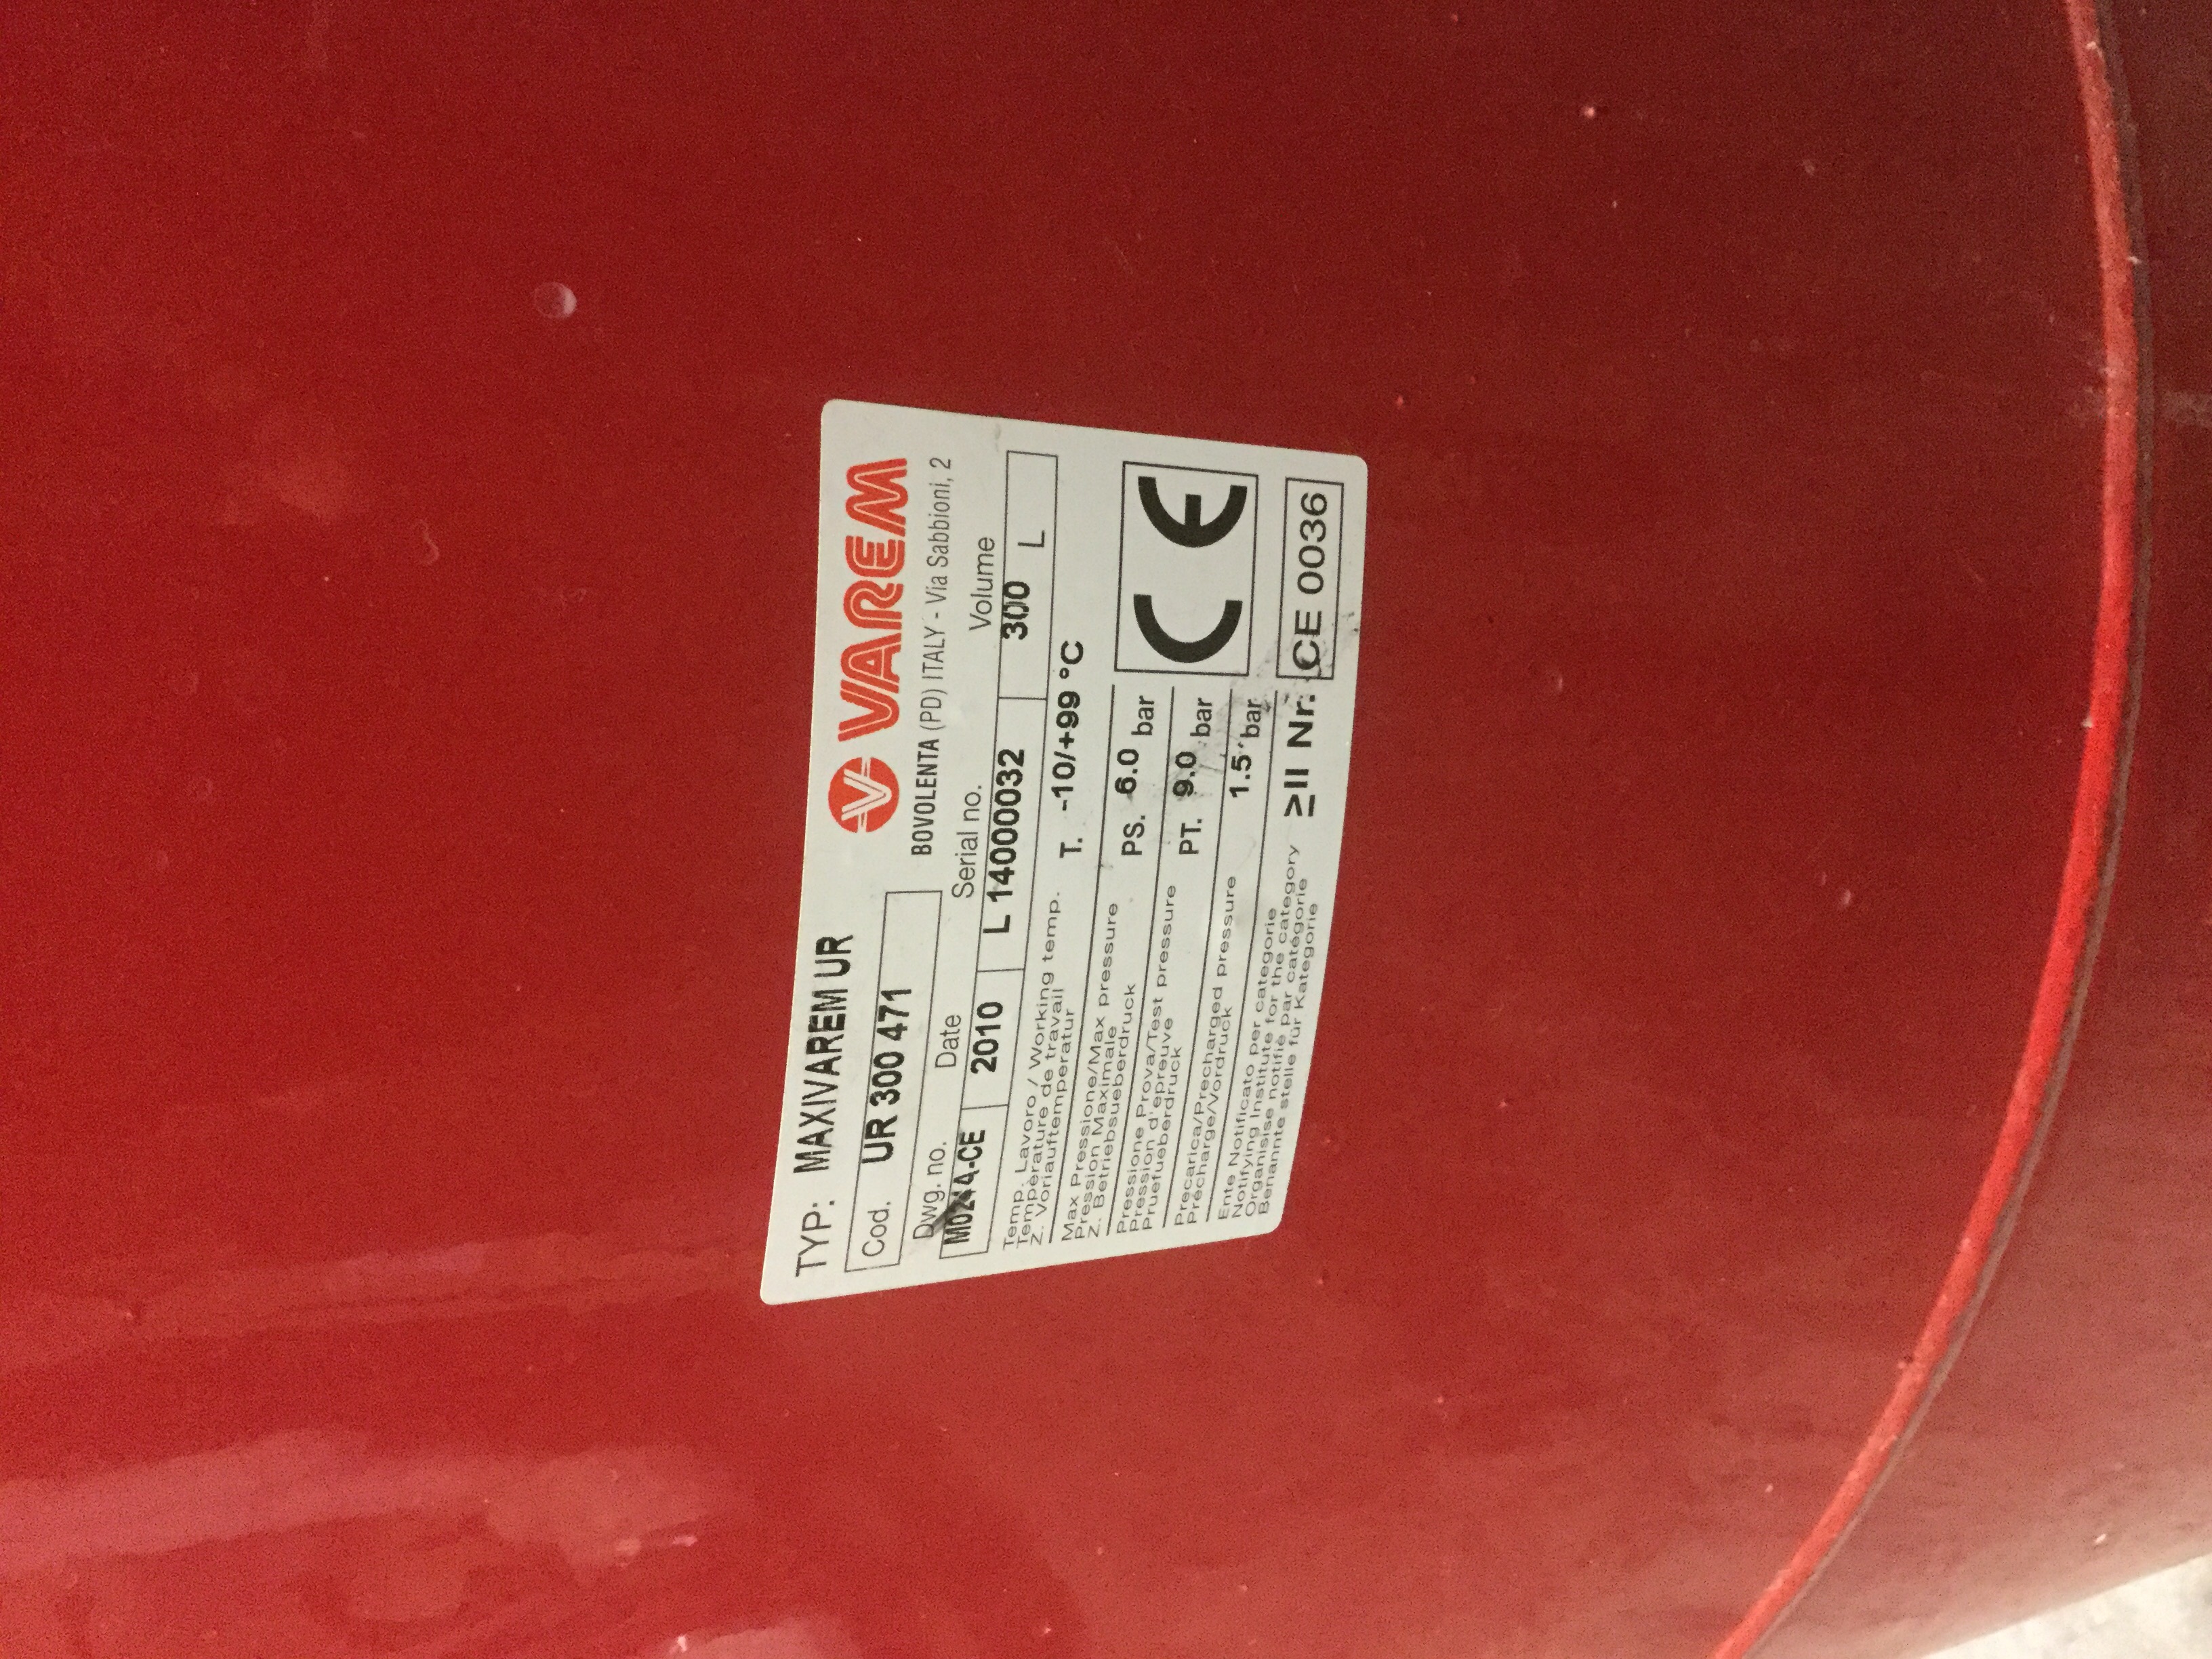 TYP: MAXIVAREM UR
VAREM
Cod. UR 300 471
BOVOLENTA (PD) ITALY - Via Sabbioni, 2
Dwg. no. Date Serial no. Volume
2010 L 14000032 300 L
Temp. Lavoro / Working temp.
Température de travail
Z. Voriauftemperatur
T. -10/+99 °C
Max Pressione/Max pressure
Pression Maximale
Z. Betriebsueberdruck
PS. 6.0 bar
Pressione Prova/Test pressure
Pression d'epreuve
Pruefueberdruck
PT. 9.0 bar
Precarica/Precharged pressure
Précharge/Vordruck
1.5 bar
CE
Ente Notificato per categorie
Notifying Institute for the category
Organisise notifiè par catégorie
Benannte stelle für Kategorie
≥II Nr. CE 0036